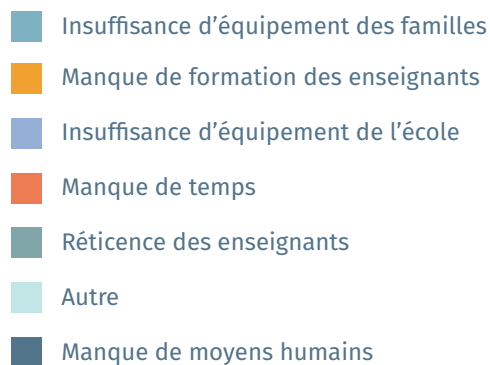 Insuffisance d’équipement des familles
Manque de formation des enseignants
Insuffisance d’équipement de l’école
Manque de temps
Réticence des enseignants
Autre
Manque de moyens humains